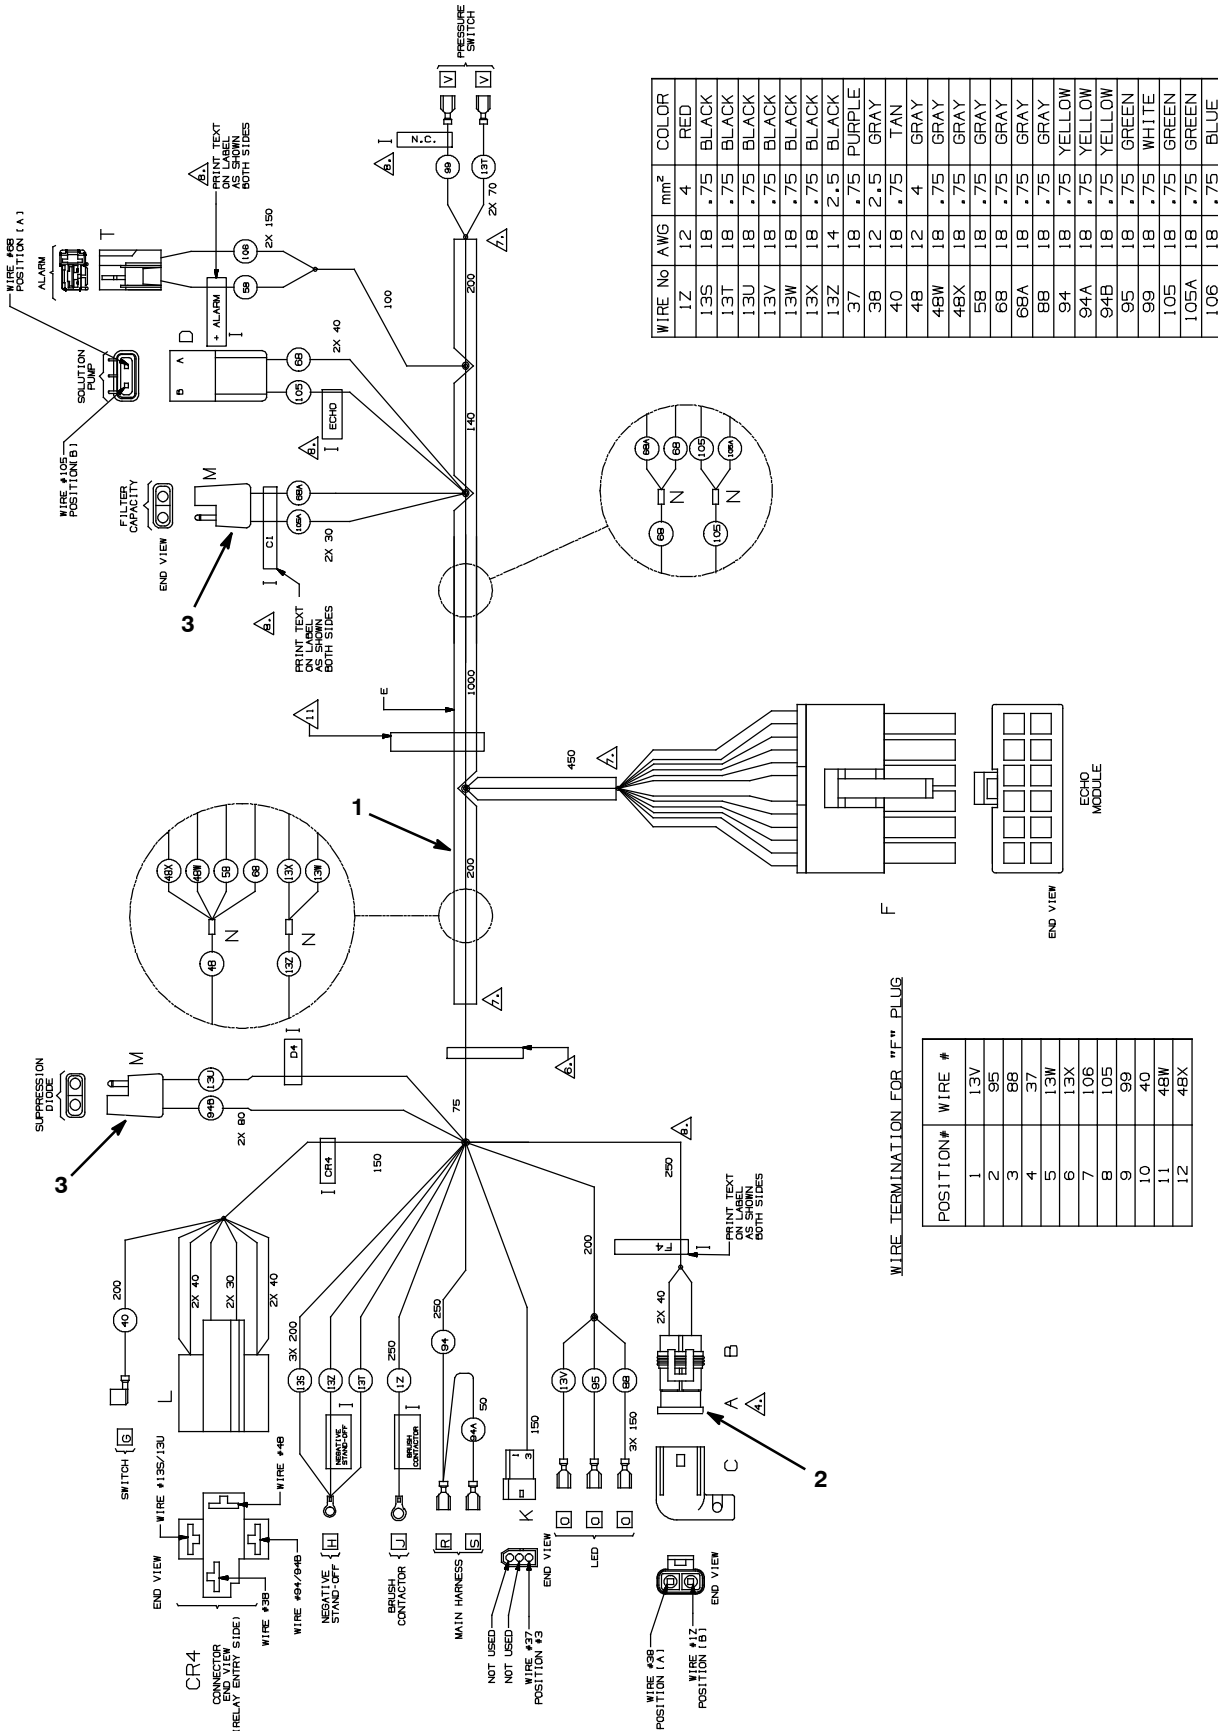 PRESSURE
SWITCH
V
V
N.C.
I
8.
99
13T
2X 70
7.
200
PRINT TEXT
ON LABEL
AS SHOWN
BOTH SIDES
8.
WIRE #68
POSITION [A]
ALARM
T
106
58
2X 150
+ ALARM
I
100
SOLUTION
PUMP
WIRE #105
POSITION[B]
D
A
B
68
105
2X 40
ECHO
I
8.
140
FILTER
CAPACITY
END VIEW
M
68A
105A
C1
I
2X 30
3
8.
PRINT TEXT
ON LABEL
AS SHOWN
BOTH SIDES
68A
68
105
105A
N
N
68
105
E
11
1000
1
200
450
7.
F
END VIEW
ECHO
MODULE
48X
48W
58
68
13X
13W
N
N
48
13Z
7.
6.
75
SUPPRESSION
DIODE
M
13U
94B
2X 80
D4
I
3
CR4
I
150
200
40
2X 40
2X 30
2X 40
L
SWITCH
G
WIRE #13S/13U
WIRE #48
END VIEW
WIRE #94/94B
WIRE #38
CR4
CONNECTOR
END VIEW
(RELAY ENTRY SIDE)
3X 200
13S
13Z
13T
NEGATIVE
STAND-OFF
I
NEGATIVE
STAND-OFF
H
250
1Z
BRUSH
CONTACTOR
I
BRUSH
CONTACTOR
J
250
94
94A
50
R
S
MAIN HARNESS
150
1
3
K
END VIEW
NOT USED
NOT USED
WIRE #37
POSITION #3
200
13V
95
88
3X 150
O
O
O
LED
250
8.
F4
I
PRINT TEXT
ON LABEL
AS SHOWN
BOTH SIDES
2X 40
B
A
4.
C
2
END VIEW
WIRE #38
POSITION [A]
WIRE #1Z
POSITION [B]
WIRE No AWG mm² COLOR
1Z 12 4 RED
13S 18 .75 BLACK
13T 18 .75 BLACK
13U 18 .75 BLACK
13V 18 .75 BLACK
13W 18 .75 BLACK
13X 18 .75 BLACK
13Z 14 2.5 BLACK
37 18 .75 PURPLE
38 12 2.5 GRAY
40 18 .75 TAN
48 12 4 GRAY
48W 18 .75 GRAY
48X 18 .75 GRAY
58 18 .75 GRAY
68 18 .75 GRAY
68A 18 .75 GRAY
88 18 .75 GRAY
94 18 .75 YELLOW
94A 18 .75 YELLOW
94B 18 .75 YELLOW
95 18 .75 GREEN
99 18 .75 WHITE
105 18 .75 GREEN
105A 18 .75 GREEN
106 18 .75 BLUE
WIRE TERMINATION FOR "F" PLUG
POSITION# WIRE #
1 13V
2 95
3 88
4 37
5 13W
6 13X
7 106
8 105
9 99
10 40
11 48W
12 48X